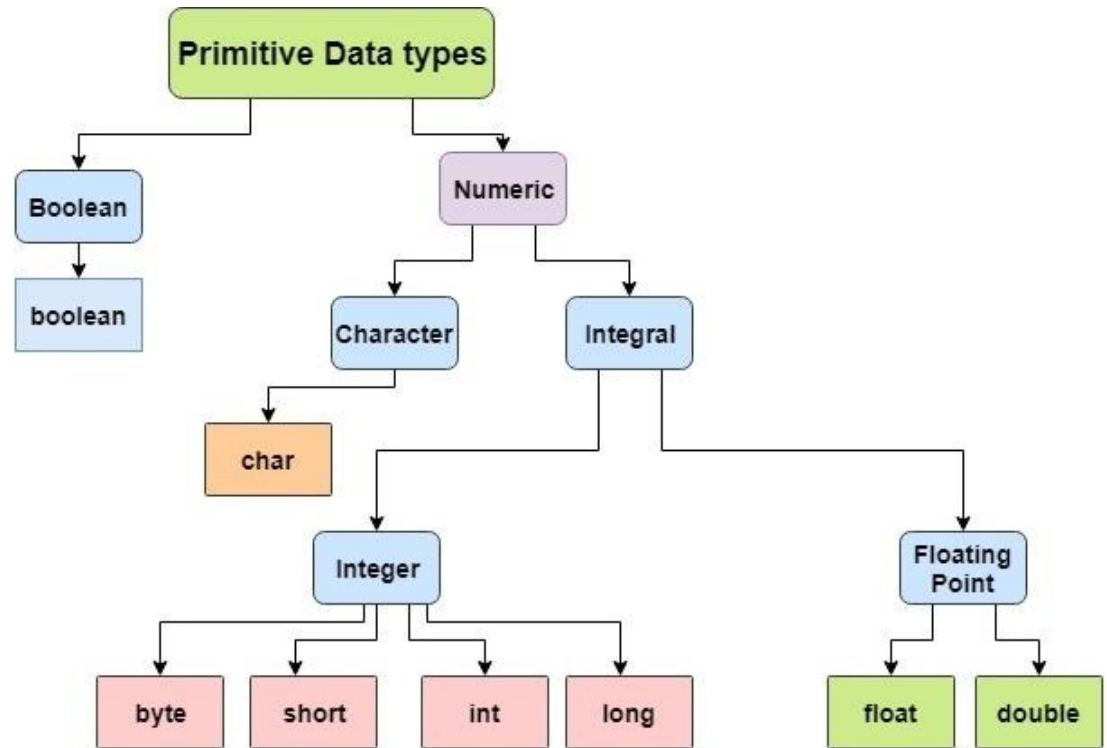 Primitive Data types
Numeric
Boolean
boolean
Character
Integral
char
Integer
Floating
Point
byte
short
int
long
float
double